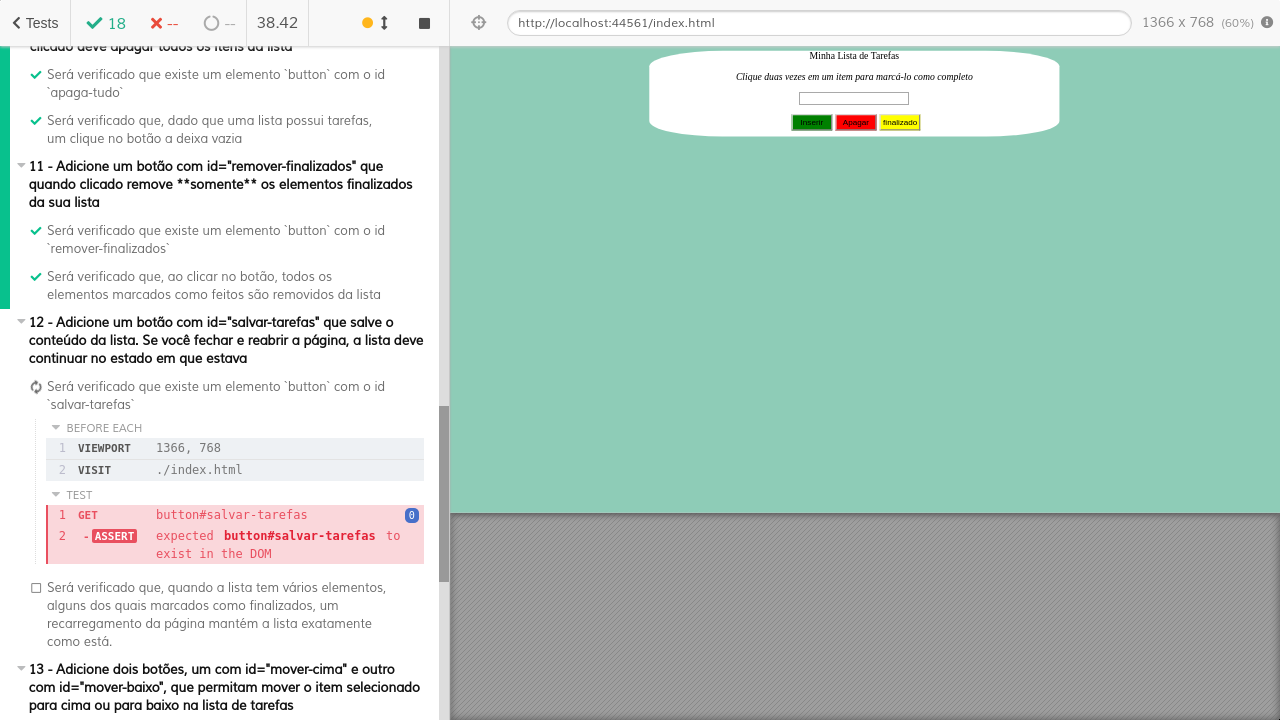 Tests
18
--
--
38.42
http://localhost:44561/index.html
1366 x 768 (60%)
clicado deve apagar todos os itens da lista
Será verificado que existe um elemento `button` com o id
`apaga-tudo`
Será verificado que, dado que uma lista possui tarefas,
um clique no botão a deixa vazia
11 - Adicione um botão com id="remover-finalizados" que
quando clicado remove **somente** os elementos finalizados
da sua lista
Será verificado que existe um elemento `button` com o id
`remover-finalizados`
Será verificado que, ao clicar no botão, todos os
elementos marcados como feitos são removidos da lista
12 - Adicione um botão com id="salvar-tarefas" que salve o
conteúdo da lista. Se você fechar e reabrir a página, a lista deve
continuar no estado em que estava
Será verificado que existe um elemento `button` com o id
`salvar-tarefas`
BEFORE EACH
1 VIEWPORT 1366, 768
2 VISIT ./index.html
TEST
1 GET button#salvar-tarefas 0
2 -ASSERT expected button#salvar-tarefas to
exist in the DOM
Será verificado que, quando a lista tem vários elementos,
alguns dos quais marcados como finalizados, um
recarregamento da página mantém a lista exatamente
como está.
13 - Adicione dois botões, um com id="mover-cima" e outro
com id="mover-baixo", que permitam mover o item selecionado
para cima ou para baixo na lista de tarefas
Minha Lista de Tarefas
Clique duas vezes em um item para marcá-lo como completo
Inserir Apagar finalizado